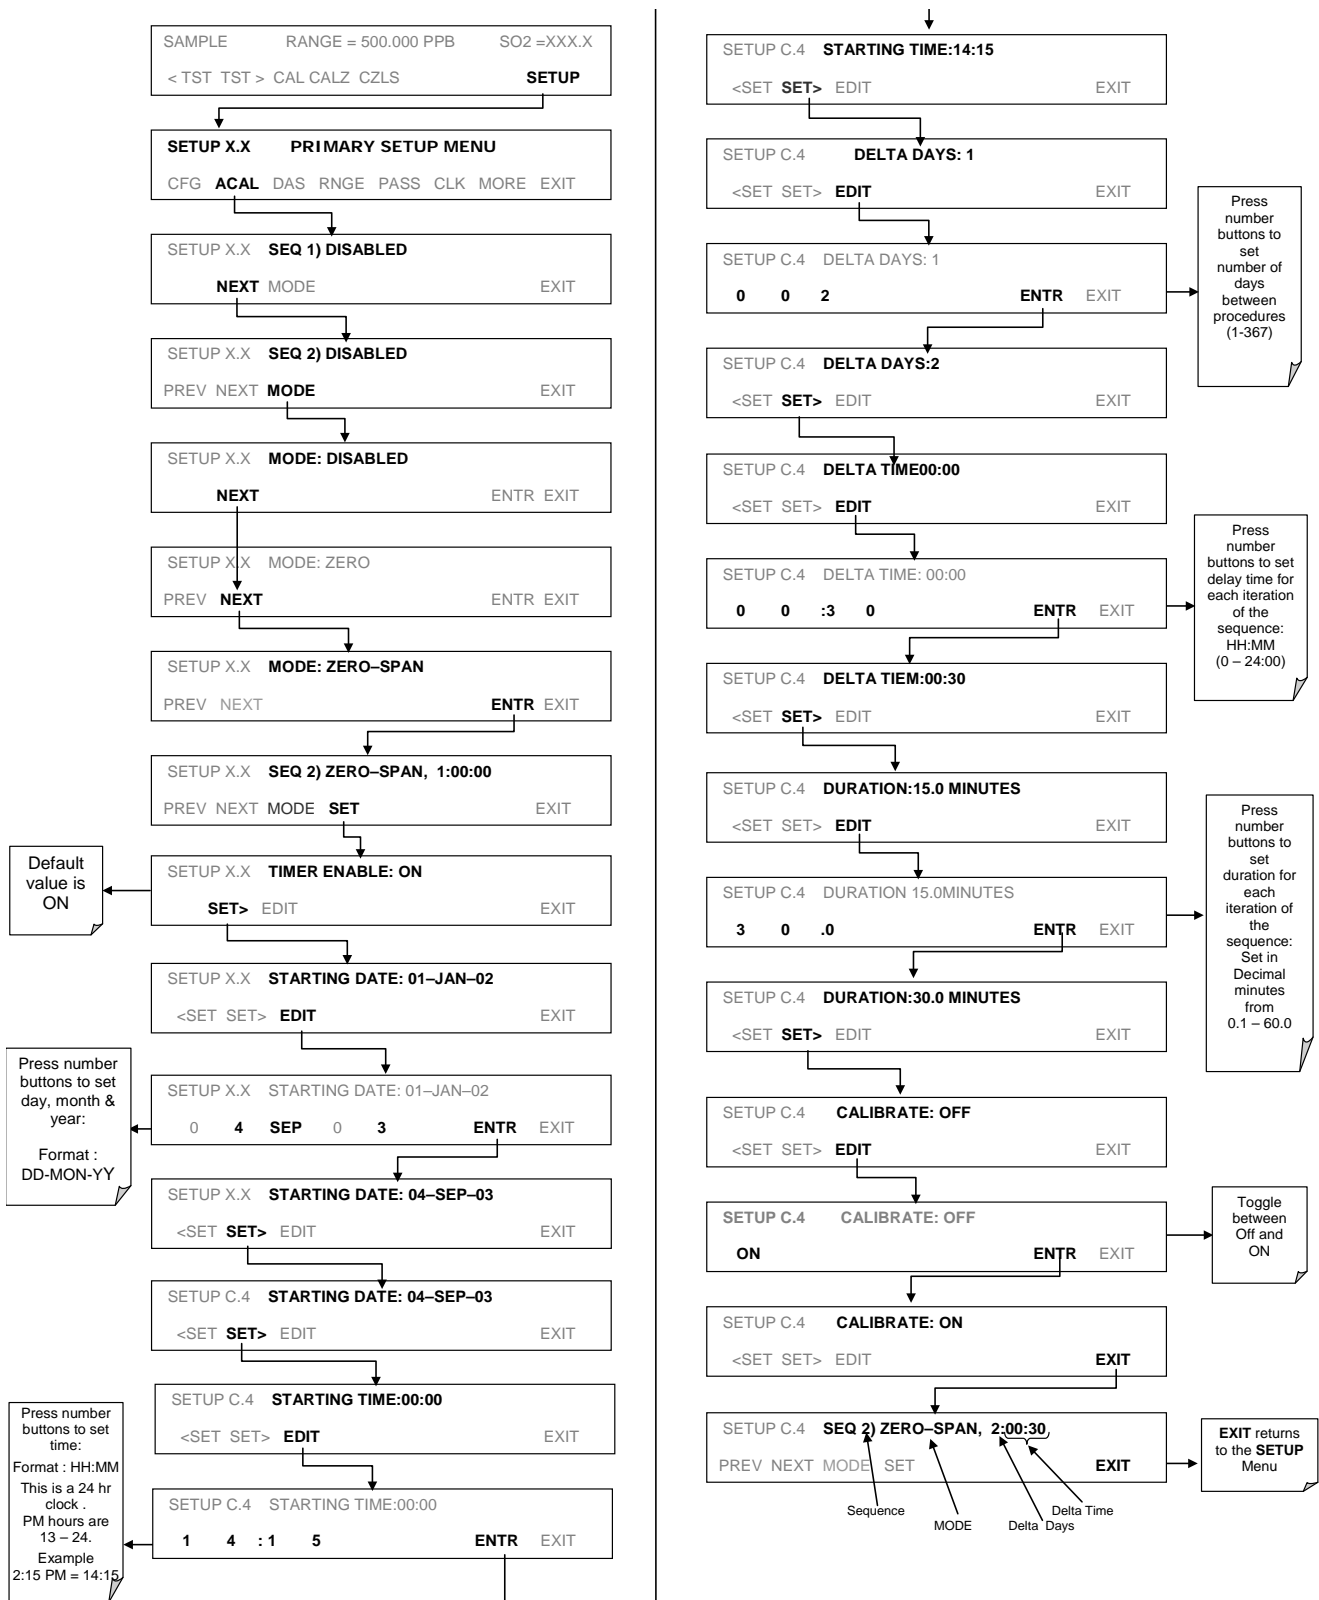 SAMPLE RANGE = 500.000 PPB SO2 =XXX.X
< TST TST > CAL CALZ CZLS SETUP
SETUP X.X PRIMARY SETUP MENU
CFG ACAL DAS RNGE PASS CLK MORE EXIT
SETUP X.X SEQ 1) DISABLED
NEXT MODE EXIT
SETUP X.X SEQ 2) DISABLED
PREV NEXT MODE EXIT
SETUP X.X MODE: DISABLED
NEXT ENTR EXIT
SETUP X.X MODE: ZERO
PREV NEXT ENTR EXIT
SETUP X.X MODE: ZERO–SPAN
PREV NEXT ENTR EXIT
SETUP X.X SEQ 2) ZERO–SPAN, 1:00:00
PREV NEXT MODE SET EXIT
Default
value is
ON
SETUP X.X TIMER ENABLE: ON
SET> EDIT EXIT
SETUP X.X STARTING DATE: 01–JAN–02
<SET SET> EDIT EXIT
Press number
buttons to set
day, month &
year:
Format :
DD-MON-YY
SETUP X.X STARTING DATE: 01–JAN–02
0 4 SEP 0 3 ENTR EXIT
SETUP X.X STARTING DATE: 04–SEP–03
<SET SET> EDIT EXIT
SETUP C.4 STARTING DATE: 04–SEP–03
<SET SET> EDIT EXIT
SETUP C.4 STARTING TIME:00:00
<SET SET> EDIT EXIT
Press number
buttons to set
time:
Format : HH:MM
This is a 24 hr
clock .
PM hours are
13 – 24.
Example
2:15 PM = 14:15
SETUP C.4 STARTING TIME:00:00
1 4 : 1 5 ENTR EXIT
SETUP C.4 STARTING TIME:14:15
<SET SET> EDIT EXIT
SETUP C.4 DELTA DAYS: 1
<SET SET> EDIT EXIT
SETUP C.4 DELTA DAYS: 1
0 0 2 ENTR EXIT
Press
number
buttons to
set
number of
days
between
procedures
(1-367)
SETUP C.4 DELTA DAYS:2
<SET SET> EDIT EXIT
SETUP C.4 DELTA TIME00:00
<SET SET> EDIT EXIT
SETUP C.4 DELTA TIME: 00:00
0 0 :3 0 ENTR EXIT
Press
number
buttons to set
delay time for
each iteration
of the
sequence:
HH:MM
(0 – 24:00)
SETUP C.4 DELTA TIEM:00:30
<SET SET> EDIT EXIT
SETUP C.4 DURATION:15.0 MINUTES
<SET SET> EDIT EXIT
SETUP C.4 DURATION 15.0MINUTES
3 0 .0 ENTR EXIT
Press
number
buttons to
set
duration for
each
iteration of
the
sequence:
Set in
Decimal
minutes
from
0.1 – 60.0
SETUP C.4 DURATION:30.0 MINUTES
<SET SET> EDIT EXIT
SETUP C.4 CALIBRATE: OFF
<SET SET> EDIT EXIT
SETUP C.4 CALIBRATE: OFF
ON ENTR EXIT
Toggle
between
Off and
ON
SETUP C.4 CALIBRATE: ON
<SET SET> EDIT EXIT
SETUP C.4 SEQ 2) ZERO–SPAN, 2:00:30
PREV NEXT MODE SET EXIT
EXIT returns
to the SETUP
Menu
Sequence
MODE
Delta Days
Delta Time